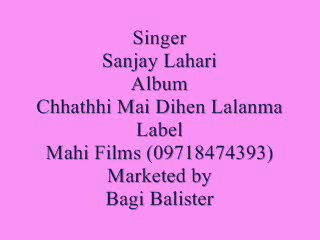 Singer
Sanjay Lahari
Album
Chhathhi Mai Dihen Lalanma
Label
Mahi Films (09718474393)
Marketed by
Bagi Balister